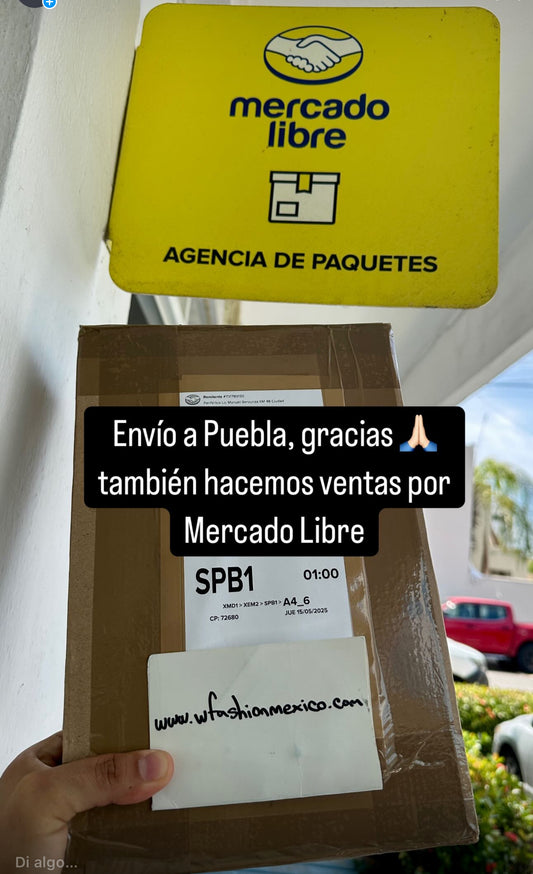 mercado
libre
AGENCIA DE PAQUETES
Envío a Puebla, gracias 🙏🏻
también hacemos ventas por
Mercado Libre
SPB1 01:00
XMD1 > XEM2 > SPB1 > A4_6
CP: 72680 JUE 15/05/2025
www.wfashionmexico.com
Di algo...